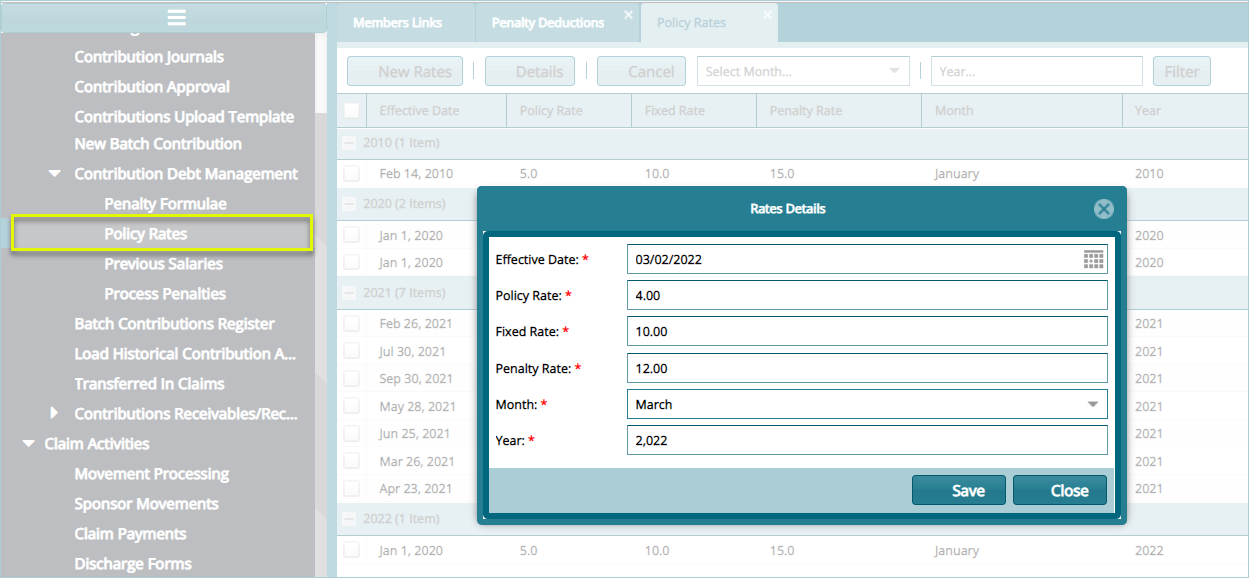 Contribution Journals
Contribution Approval
Contributions Upload Template
New Batch Contribution
Contribution Debt Management
Penalty Formulae
Policy Rates
Previous Salaries
Process Penalties
Batch Contributions Register
Load Historical Contribution A...
Transferred In Claims
Contributions Receivables/Rec...
Claim Activities
Movement Processing
Sponsor Movements
Claim Payments
Discharge Forms
Members Links Penalty Deductions Policy Rates
New Rates Details Cancel Select Month... Year... Filter
Effective Date Policy Rate Fixed Rate Penalty Rate Month Year
2010 (1 Item)
Feb 14, 2010 5.0 10.0 15.0 January 2010
2020 (2 Items)
Jan 1, 2020 2020
Jan 1, 2020 2020
2021 (7 Items)
Feb 26, 2021 2021
Jul 30, 2021 2021
Sep 30, 2021 2021
May 28, 2021 2021
Jun 25, 2021 2021
Mar 26, 2021 2021
Apr 23, 2021 2021
2022 (1 Item)
Jan 1, 2020 5.0 10.0 15.0 January 2022
Rates Details
Effective Date: * 03/02/2022
Policy Rate: * 4.00
Fixed Rate: * 10.00
Penalty Rate: * 12.00
Month: * March
Year: * 2,022
Save Close